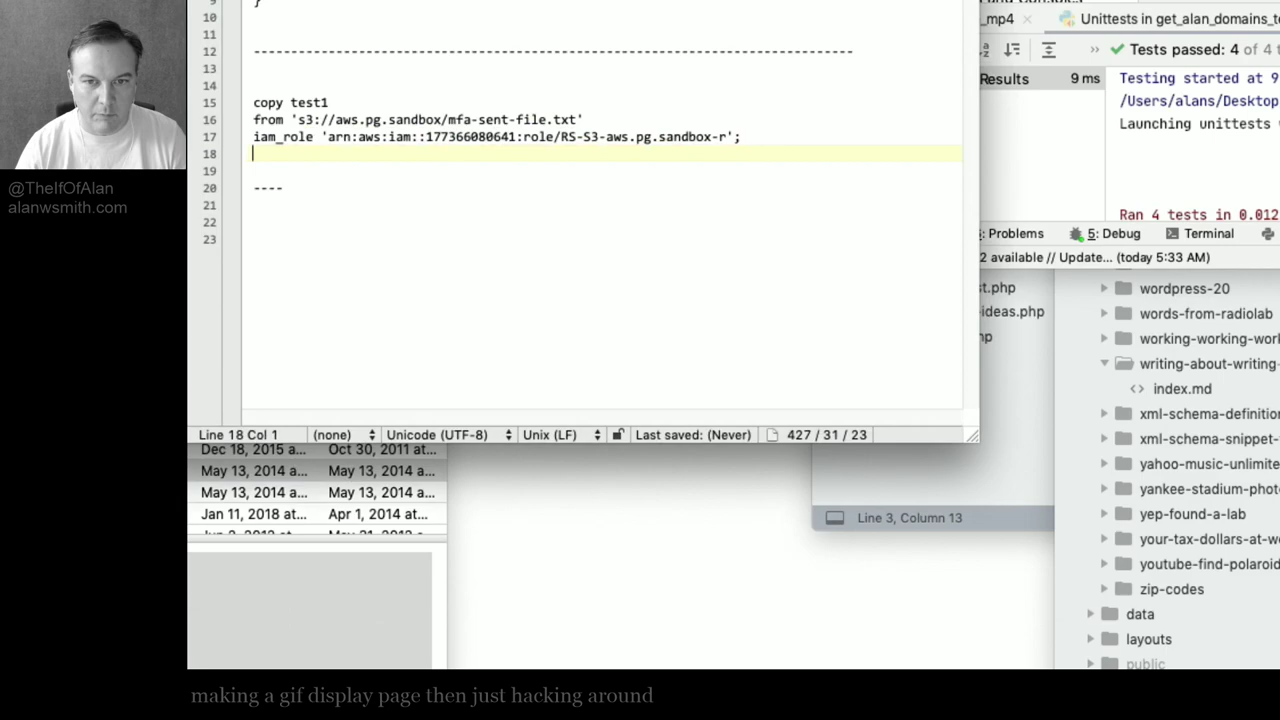 @TheIfOfAlan
alanwsmith.com
9 }
10
11
12 ------------------------------------------------------------------------
13
14
15 copy test1
16 from 's3://aws.pg.sandbox/mfa-sent-file.txt'
17 iam_role 'arn:aws:iam::177366080641:role/RS-S3-aws.pg.sandbox-r';
18
19
20 ----
21
22
23
Line 18 Col 1 (none) Unicode (UTF-8) Unix (LF) Last saved: (Never) 427 / 31 / 23
_mp4 Unittests in get_alan_domains_
Tests passed: 4 of 4
Results 9 ms
Testing started at 9
/Users/alans/Desktop
Launching unittests
Ran 4 tests in 0.012
Problems 5: Debug Terminal
2 available // Update... (today 5:33 AM)
.php
ideas.php
wordpress-20
words-from-radiolab
working-working-work
writing-about-writing-
index.md
xml-schema-definition
xml-schema-snippet-
yahoo-music-unlimite
yankee-stadium-photo
yep-found-a-lab
your-tax-dollars-at-wo
youtube-find-polaroid
zip-codes
data
layouts
public
Dec 18, 2015 a... Oct 30, 2011 at...
May 13, 2014 a... May 13, 2014 a...
May 13, 2014 a... May 13, 2014 a...
Jan 11, 2018 at... Apr 1, 2014 at...
Line 3, Column 13
making a gif display page then just hacking around